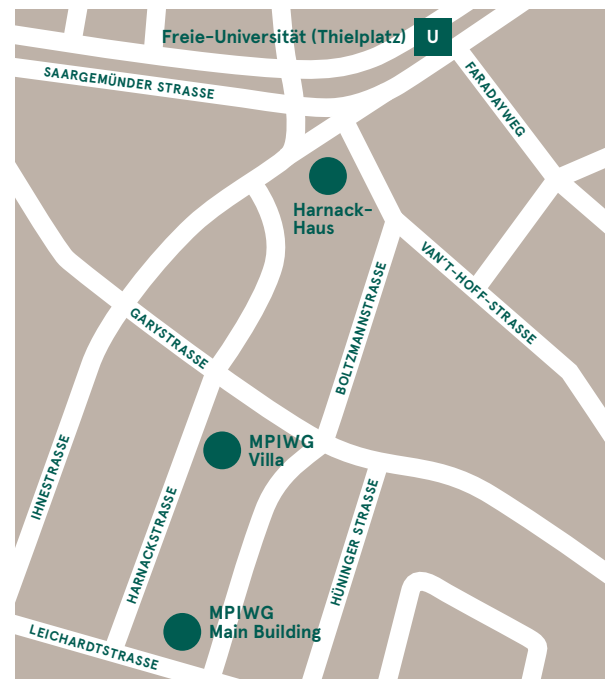 Freie-Universität (Thielplatz) U
SAARGEMÜNDER STRASSE
FARADAYWEG
Harnack-
Haus
VAN'T-HOFF-STRASSE
BOLTZMANNSTRASSE
GARYSTRASSE
MPIWG
Villa
IHNESTRASSE
HARNACKSTRASSE
HÜNINGER STRASSE
MPIWG
Main Building
LEICHARDTSTRASSE